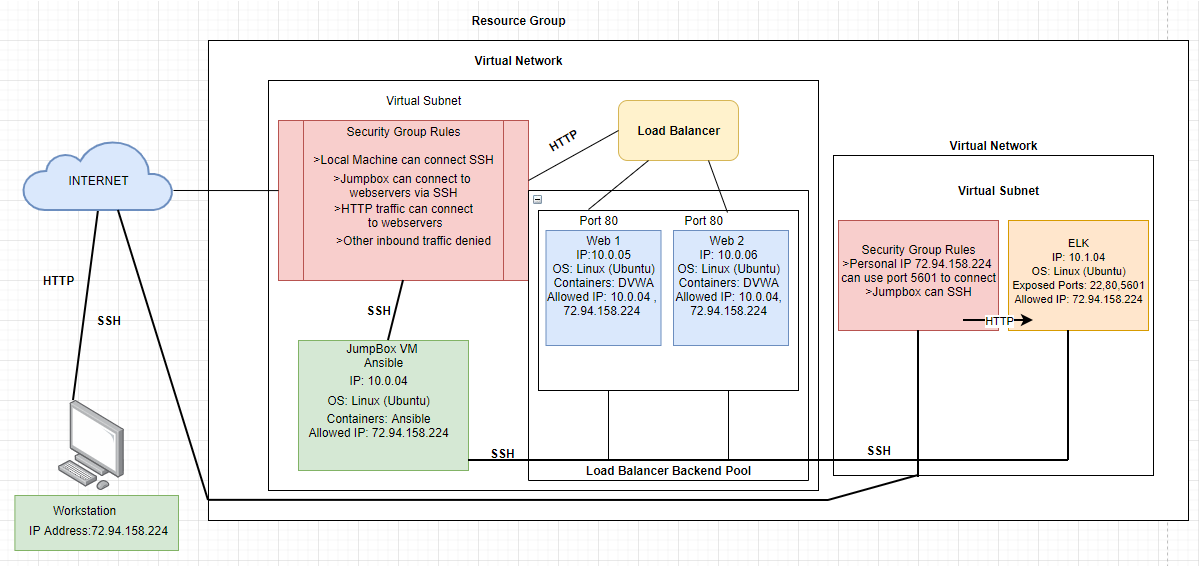 Resource Group
Virtual Network
Virtual Subnet
Security Group Rules
>Local Machine can connect SSH
>Jumpbox can connect to
webservers via SSH
>HTTP traffic can connect
to webservers
>Other inbound traffic denied
HTTP
Load Balancer
INTERNET
HTTP
SSH
Workstation
IP Address:72.94.158.224
SSH
JumpBox VM
Ansible
IP: 10.0.04
OS: Linux (Ubuntu)
Containers: Ansible
Allowed IP: 72.94.158.224
SSH
Port 80
Web 1
IP:10.0.05
OS: Linux (Ubuntu)
Containers: DVWA
Allowed IP: 10.0.04 ,
72.94.158.224
Port 80
Web 2
IP: 10.0.06
OS: Linux (Ubuntu)
Containers: DVWA
Allowed IP: 10.0.04,
72.94.158.224
Load Balancer Backend Pool
Virtual Network
Virtual Subnet
Security Group Rules
>Personal IP 72.94.158.224
can use port 5601 to connect
>Jumpbox can SSH
HTTP
ELK
IP: 10.1.04
OS: Linux (Ubuntu)
Exposed Ports: 22,80,5601
Allowed IP: 72.94.158.224
SSH